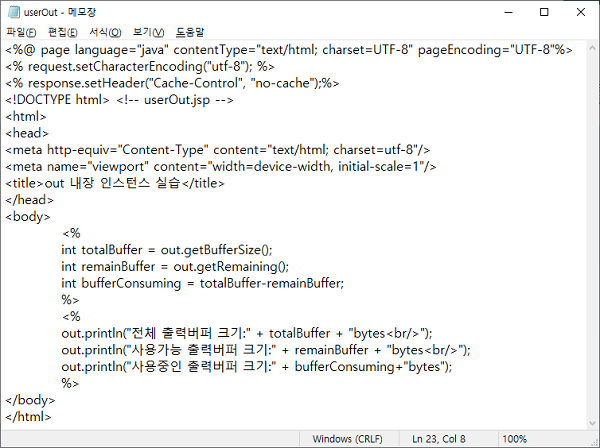 userOut - 메모장
파일(F) 편집(E) 서식(O) 보기(V) 도움말
<%@ page language="java" contentType="text/html; charset=UTF-8" pageEncoding="UTF-8"%>
<% request.setCharacterEncoding("utf-8"); %>
<% response.setHeader("Cache-Control", "no-cache");%>
<!DOCTYPE html> <!-- userOut.jsp -->
<html>
<head>
<meta http-equiv="Content-Type" content="text/html; charset=utf-8"/>
<meta name="viewport" content="width=device-width, initial-scale=1"/>
<title>out 내장 인스턴스 실습</title>
</head>
<body>
<%
int totalBuffer = out.getBufferSize();
int remainBuffer = out.getRemaining();
int bufferConsuming = totalBuffer-remainBuffer;
%>
<%
out.println("전체 출력버퍼 크기:" + totalBuffer + "bytes<br/>");
out.println("사용가능 출력버퍼 크기:" + remainBuffer + "bytes<br/>");
out.println("사용중인 출력버퍼 크기:" + bufferConsuming+"bytes");
%>
</body>
</html>
Windows (CRLF) Ln 23, Col 8 100%